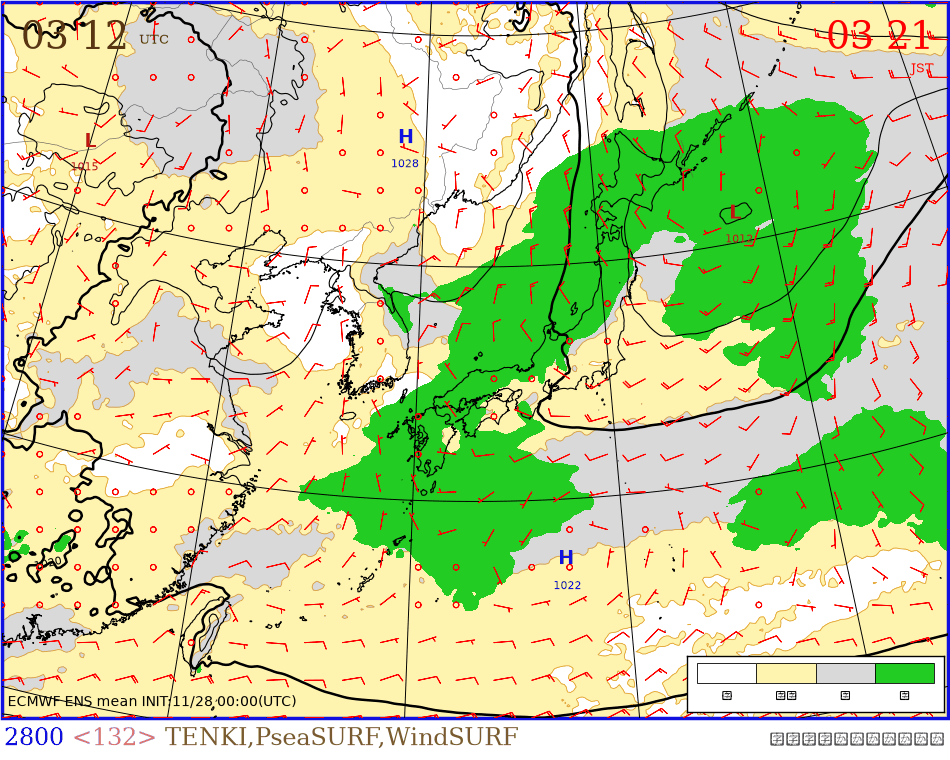 03 12 UTC
03 21
JST
H
1028
L
1015
L
1012
H
1022
ECMWF ENS mean INIT:11/28 00:00(UTC)
2800 <132> TENKI,PseaSURF,WindSURF